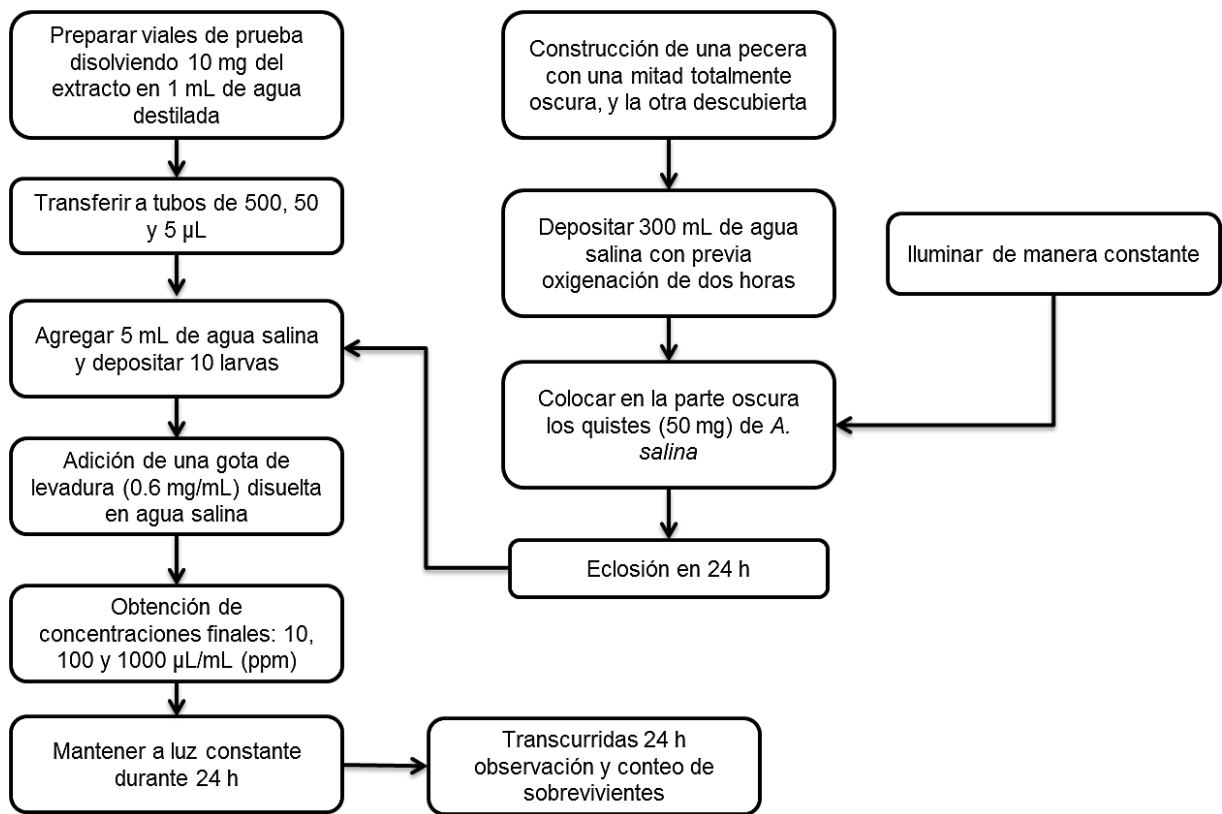 Preparar viales de prueba
disolviendo 10 mg del
extracto en 1 mL de agua
destilada
Transferir a tubos de 500, 50
y 5 µL
Agregar 5 mL de agua salina
y depositar 10 larvas
Adición de una gota de
levadura (0.6 mg/mL) disuelta
en agua salina
Obtención de
concentraciones finales: 10,
100 y 1000 µL/mL (ppm)
Mantener a luz constante
durante 24 h
Transcurridas 24 h
observación y conteo de
sobrevivientes
Construcción de una pecera
con una mitad totalmente
oscura, y la otra descubierta
Depositar 300 mL de agua
salina con previa
oxigenación de dos horas
Colocar en la parte oscura
los quistes (50 mg) de A.
salina
Eclosión en 24 h
Iluminar de manera constante